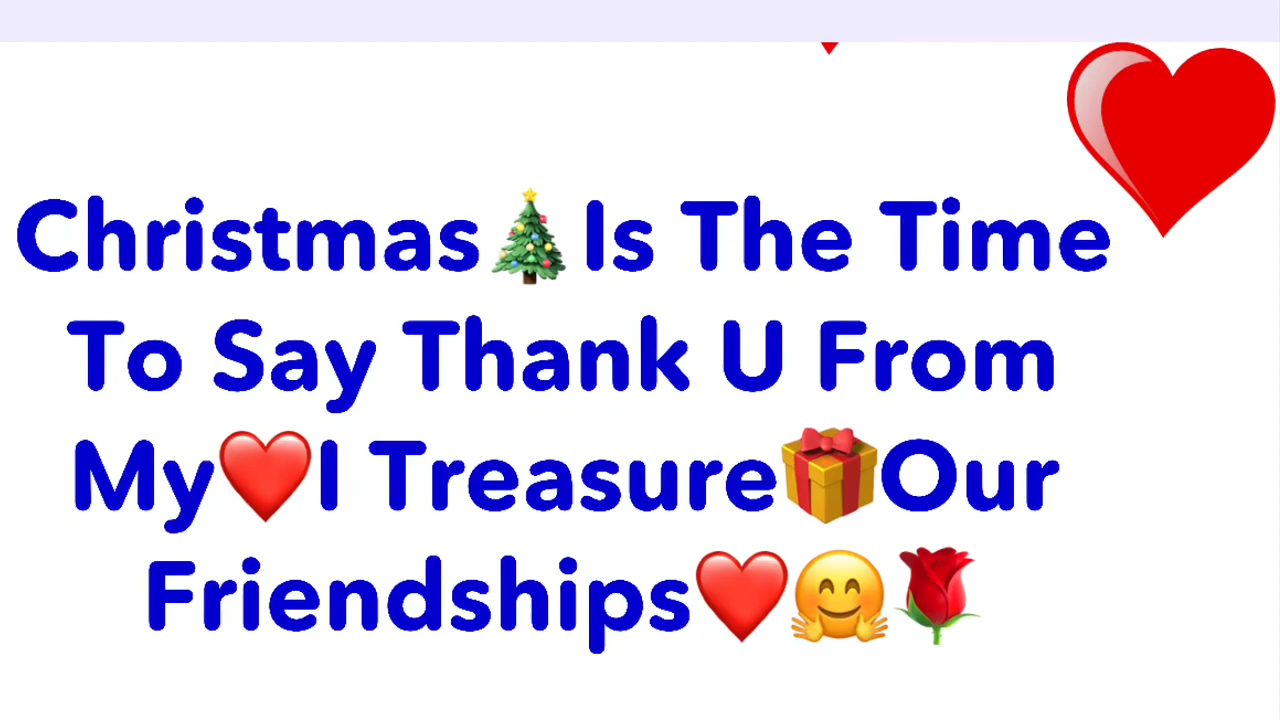 Christmas🎄Is The Time
To Say Thank U From
My❤️I Treasure🎁Our
Friendships❤️🤗🌹